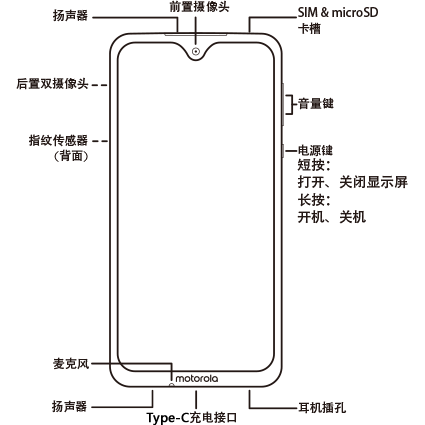 扬声器
前置摄像头
SIM & microSD
卡槽
后置双摄像头
音量键
指纹传感器
（背面）
电源键
短按：
打开、关闭显示屏
长按：
开机、关机
麦克风
motorola
扬声器
Type-C充电接口
耳机插孔